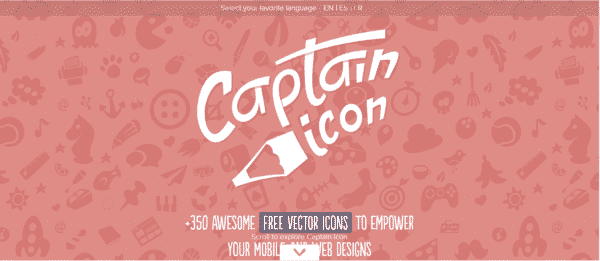 Select your favorite language EN | ES | FR
Captain
icon
+350 AWESOME FREE VECTOR ICONS TO EMPOWER
Scroll to explore Captain Icon
YOUR MOBILE AND WEB DESIGNS